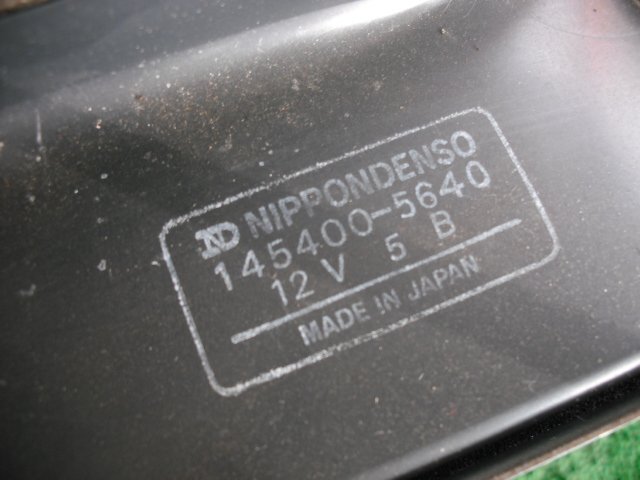 ND NIPPONDENSO
145400-5640
12V 5 B
MADE IN JAPAN